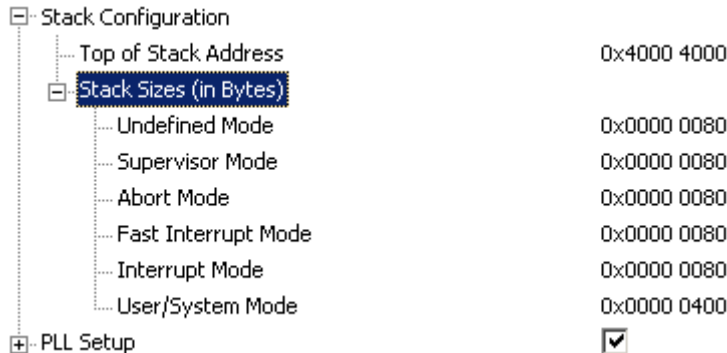 Stack Configuration
Top of Stack Address 0x4000 4000
Stack Sizes (in Bytes)
Undefined Mode 0x0000 0080
Supervisor Mode 0x0000 0080
Abort Mode 0x0000 0080
Fast Interrupt Mode 0x0000 0080
Interrupt Mode 0x0000 0080
User/System Mode 0x0000 0400
PLL Setup